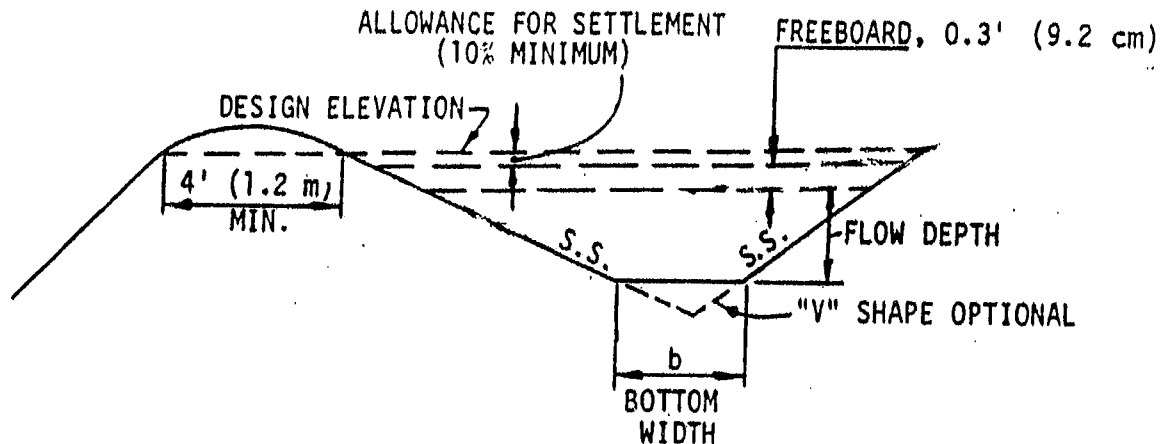 ALLOWANCE FOR SETTLEMENT
(10% MINIMUM)
FREEBOARD, 0.3' (9.2 cm)
DESIGN ELEVATION
4' (1.2 m)
MIN.
S.S.
S.S.
FLOW DEPTH
"V" SHAPE OPTIONAL
b
BOTTOM
WIDTH